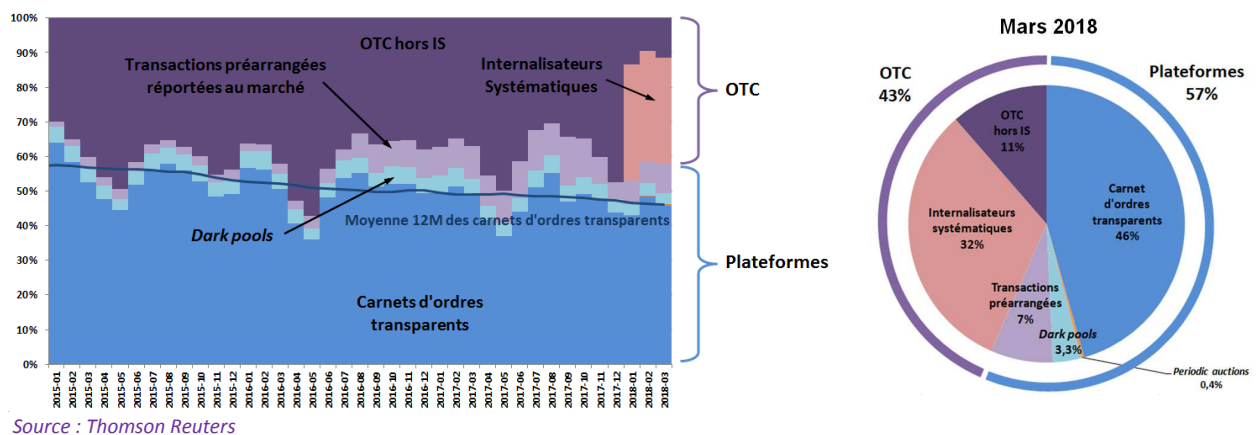 100%
90%
80%
70%
60%
50%
40%
30%
20%
10%
0%
OTC hors IS
Transactions préarrangées
réportées au marché
Internalisateurs
Systématiques
Moyenne 12M des carnets d'ordres transparents
Dark pools
Carnets d'ordres
transparents
OTC
Plateformes
2015-01
2015-02
2015-03
2015-04
2015-05
2015-06
2015-07
2015-08
2015-09
2015-10
2015-11
2015-12
2016-01
2016-02
2016-03
2016-04
2016-05
2016-06
2016-07
2016-08
2016-09
2016-10
2016-11
2016-12
2017-01
2017-02
2017-03
2017-04
2017-05
2017-06
2017-07
2017-08
2017-09
2017-10
2017-11
2017-12
2018-01
2018-02
2018-03
Source : Thomson Reuters
Mars 2018
OTC
43%
Plateformes
57%
OTC
hors IS
11%
Carnet
d'ordres
transparents
46%
Internalisateurs
systématiques
32%
Transactions
préarrangées
7%
Dark pools
3,3%
Periodic auctions
0,4%